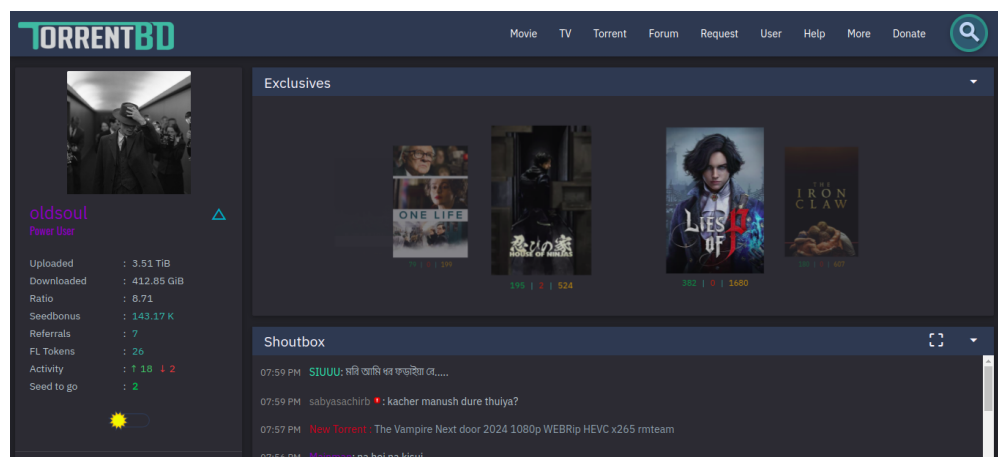 TORRENTBD
Movie TV Torrent Forum Request User Help More Donate
oldsoul
Power User
Uploaded : 3.51 TiB
Downloaded : 412.85 GiB
Ratio : 8.71
Seedbonus : 143.17 K
Referrals : 7
FL Tokens : 26
Activity : ↑ 18 ↓ 2
Seed to go : 2
Exclusives
ONE LIFE
忍びの家
HOUSE OF NINJAS
195 | 2 | 524
LIES OF P
382 | 0 | 1680
THE
IRON
CLAW
Shoutbox
07:59 PM SIUUU: মরি আমি ধর ফড়াইয়া রে.....
07:59 PM sabyasachirb : kacher manush dure thuiya?
07:57 PM New Torrent : The Vampire Next door 2024 1080p WEBRip HEVC x265 rmteam